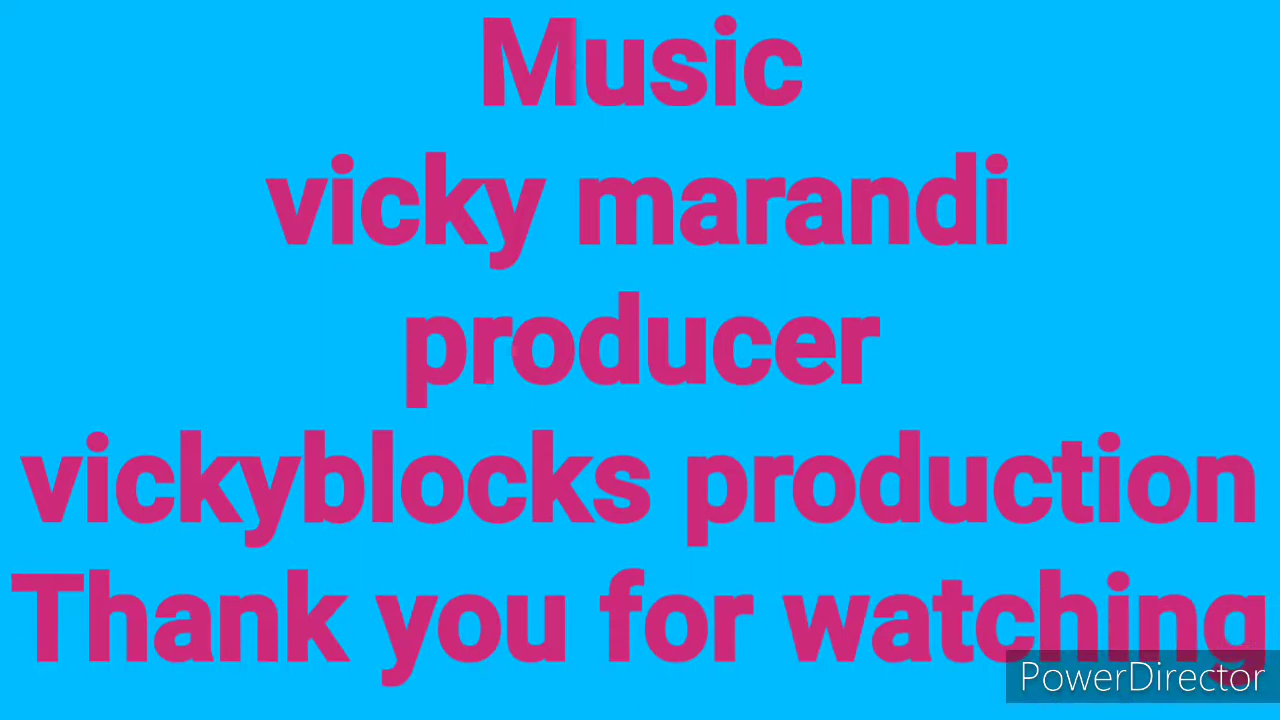 Music
vicky marandi
producer
vickyblocks production
Thank you for watching
PowerDirector